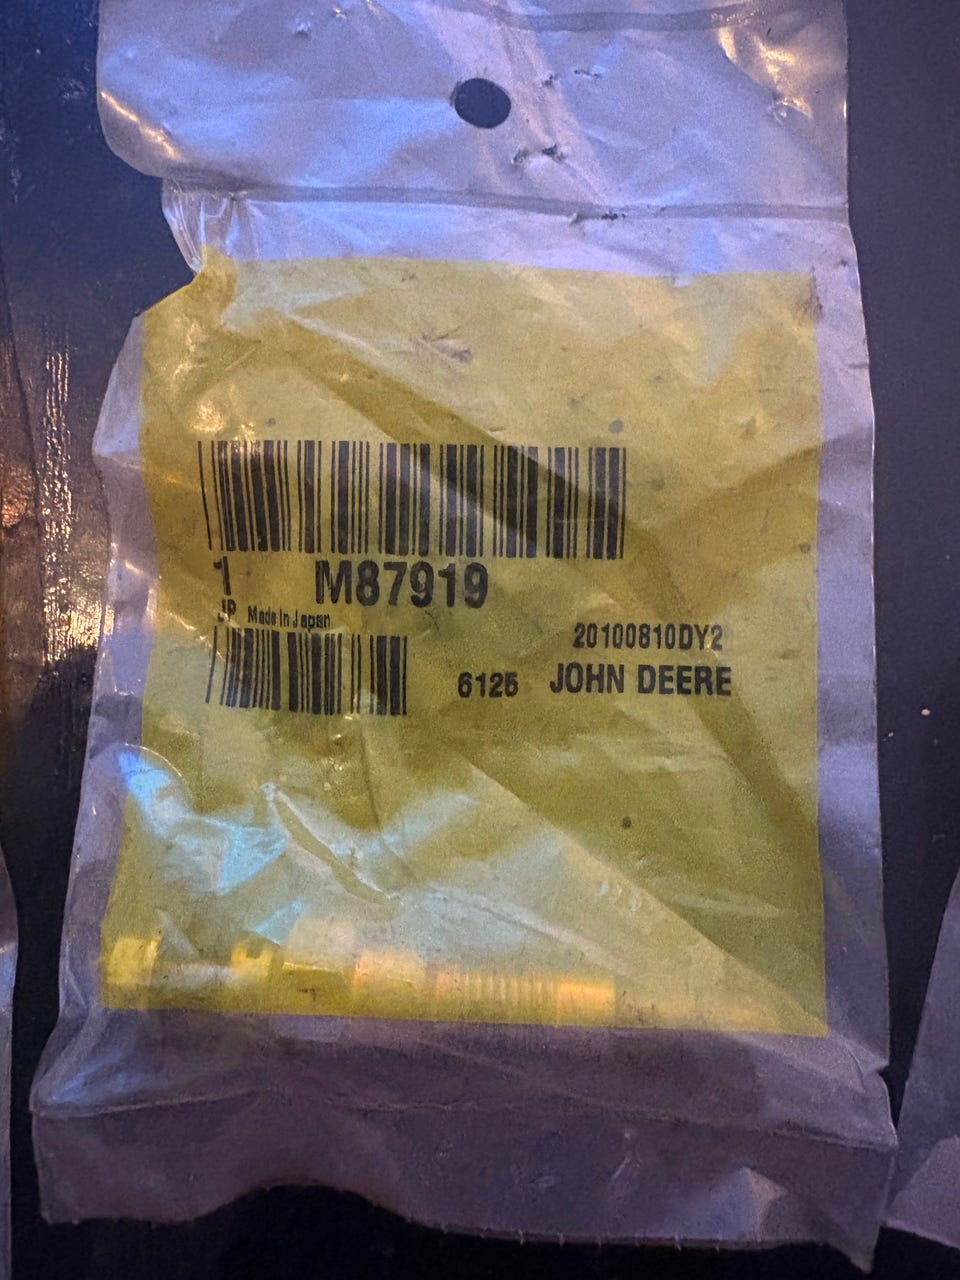 1 M87919
JP Made In Japan
20100810DY2
6125 JOHN DEERE